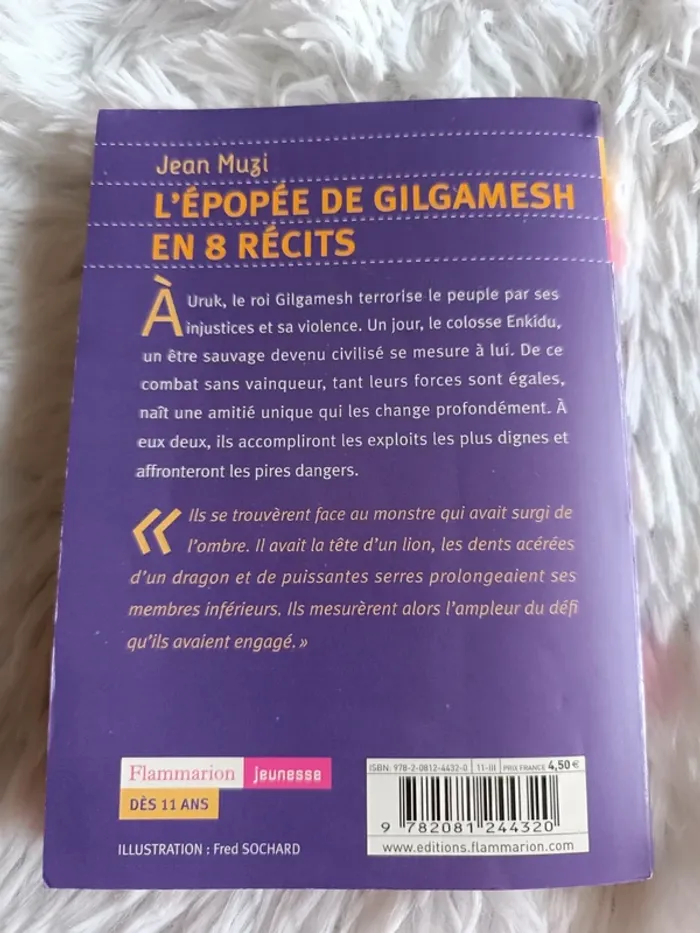 Jean Muzi
L'ÉPOPÉE DE GILGAMESH
EN 8 RÉCITS
À Uruk, le roi Gilgamesh terrorise le peuple par ses
injustices et sa violence. Un jour, le colosse Enkidu,
un être sauvage devenu civilisé se mesure à lui. De ce
combat sans vainqueur, tant leurs forces sont égales,
naît une amitié unique qui les change profondément. À
eux deux, ils accompliront les exploits les plus dignes et
affronteront les pires dangers.
« Ils se trouvèrent face au monstre qui avait surgi de
l'ombre. Il avait la tête d'un lion, les dents acérées
d'un dragon et de puissantes serres prolongeaient ses
membres inférieurs. Ils mesurèrent alors l'ampleur du défi
qu'ils avaient engagé. »
Flammarion jeunesse
DÈS 11 ANS
ILLUSTRATION : Fred SOCHARD
ISBN: 978-2-0812-4432-0 11-III PRIX FRANCE 4,50 €
9 782081 244320
www.editions.flammarion.com